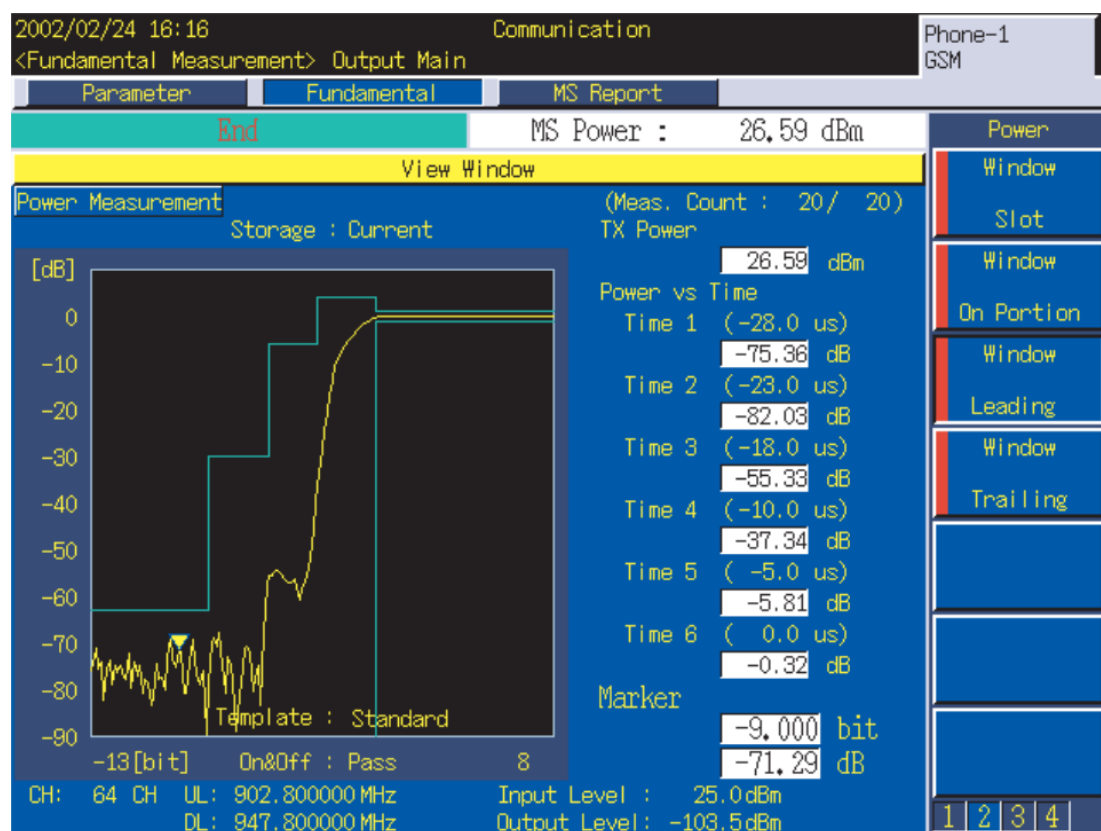 2002/02/24 16:16 Communication Phone-1
<Fundamental Measurement> Output Main GSM
Parameter Fundamental MS Report
End MS Power : 26.59 dBm Power
View Window
Window
Slot
Window
On Portion
Window
Leading
Window
Trailing
Power Measurement (Meas. Count : 20/ 20)
Storage : Current TX Power
26.59 dBm
Power vs Time
Time 1 (-28.0 us)
-75.36 dB
Time 2 (-23.0 us)
-82.03 dB
Time 3 (-18.0 us)
-55.33 dB
Time 4 (-10.0 us)
-37.34 dB
Time 5 ( -5.0 us)
-5.81 dB
Time 6 ( 0.0 us)
-0.32 dB
Marker
-9.000 bit
-71.29 dB
[dB]
0
-10
-20
-30
-40
-50
-60
-70
-80
-90
Template : Standard
-13[bit] On&Off : Pass 8
CH: 64 CH UL: 902.800000MHz Input Level : 25.0dBm
DL: 947.800000MHz Output Level: -103.5dBm
1 2 3 4